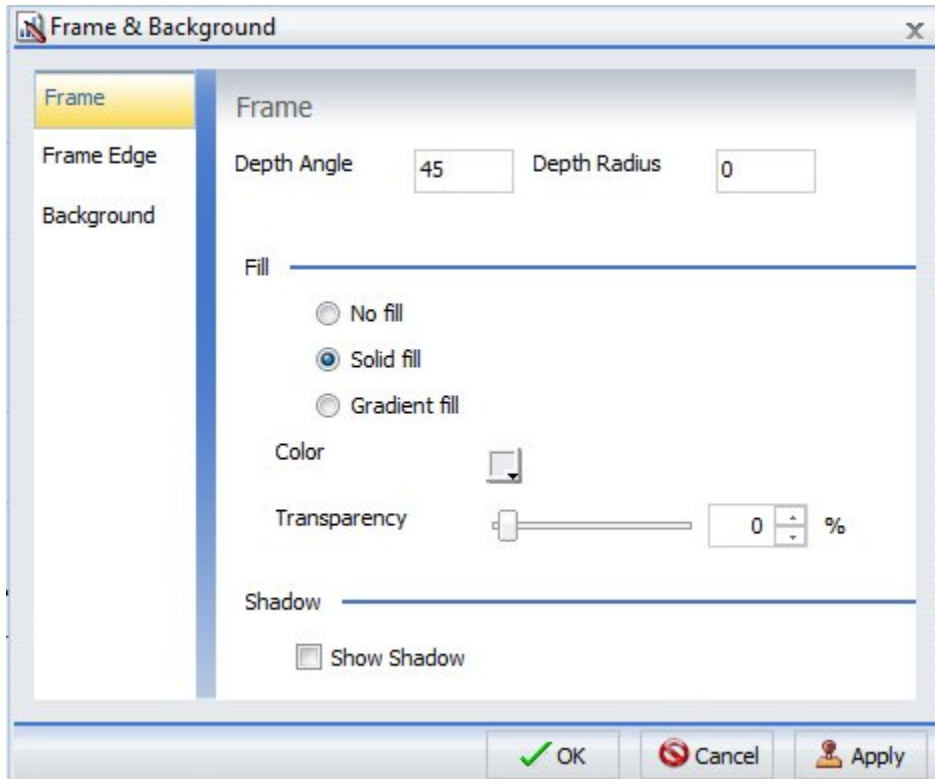 Frame & Background
Frame
Frame Edge
Background
Frame
Depth Angle 45 Depth Radius 0
Fill
No fill
Solid fill
Gradient fill
Color
Transparency 0 %
Shadow
Show Shadow
OK Cancel Apply